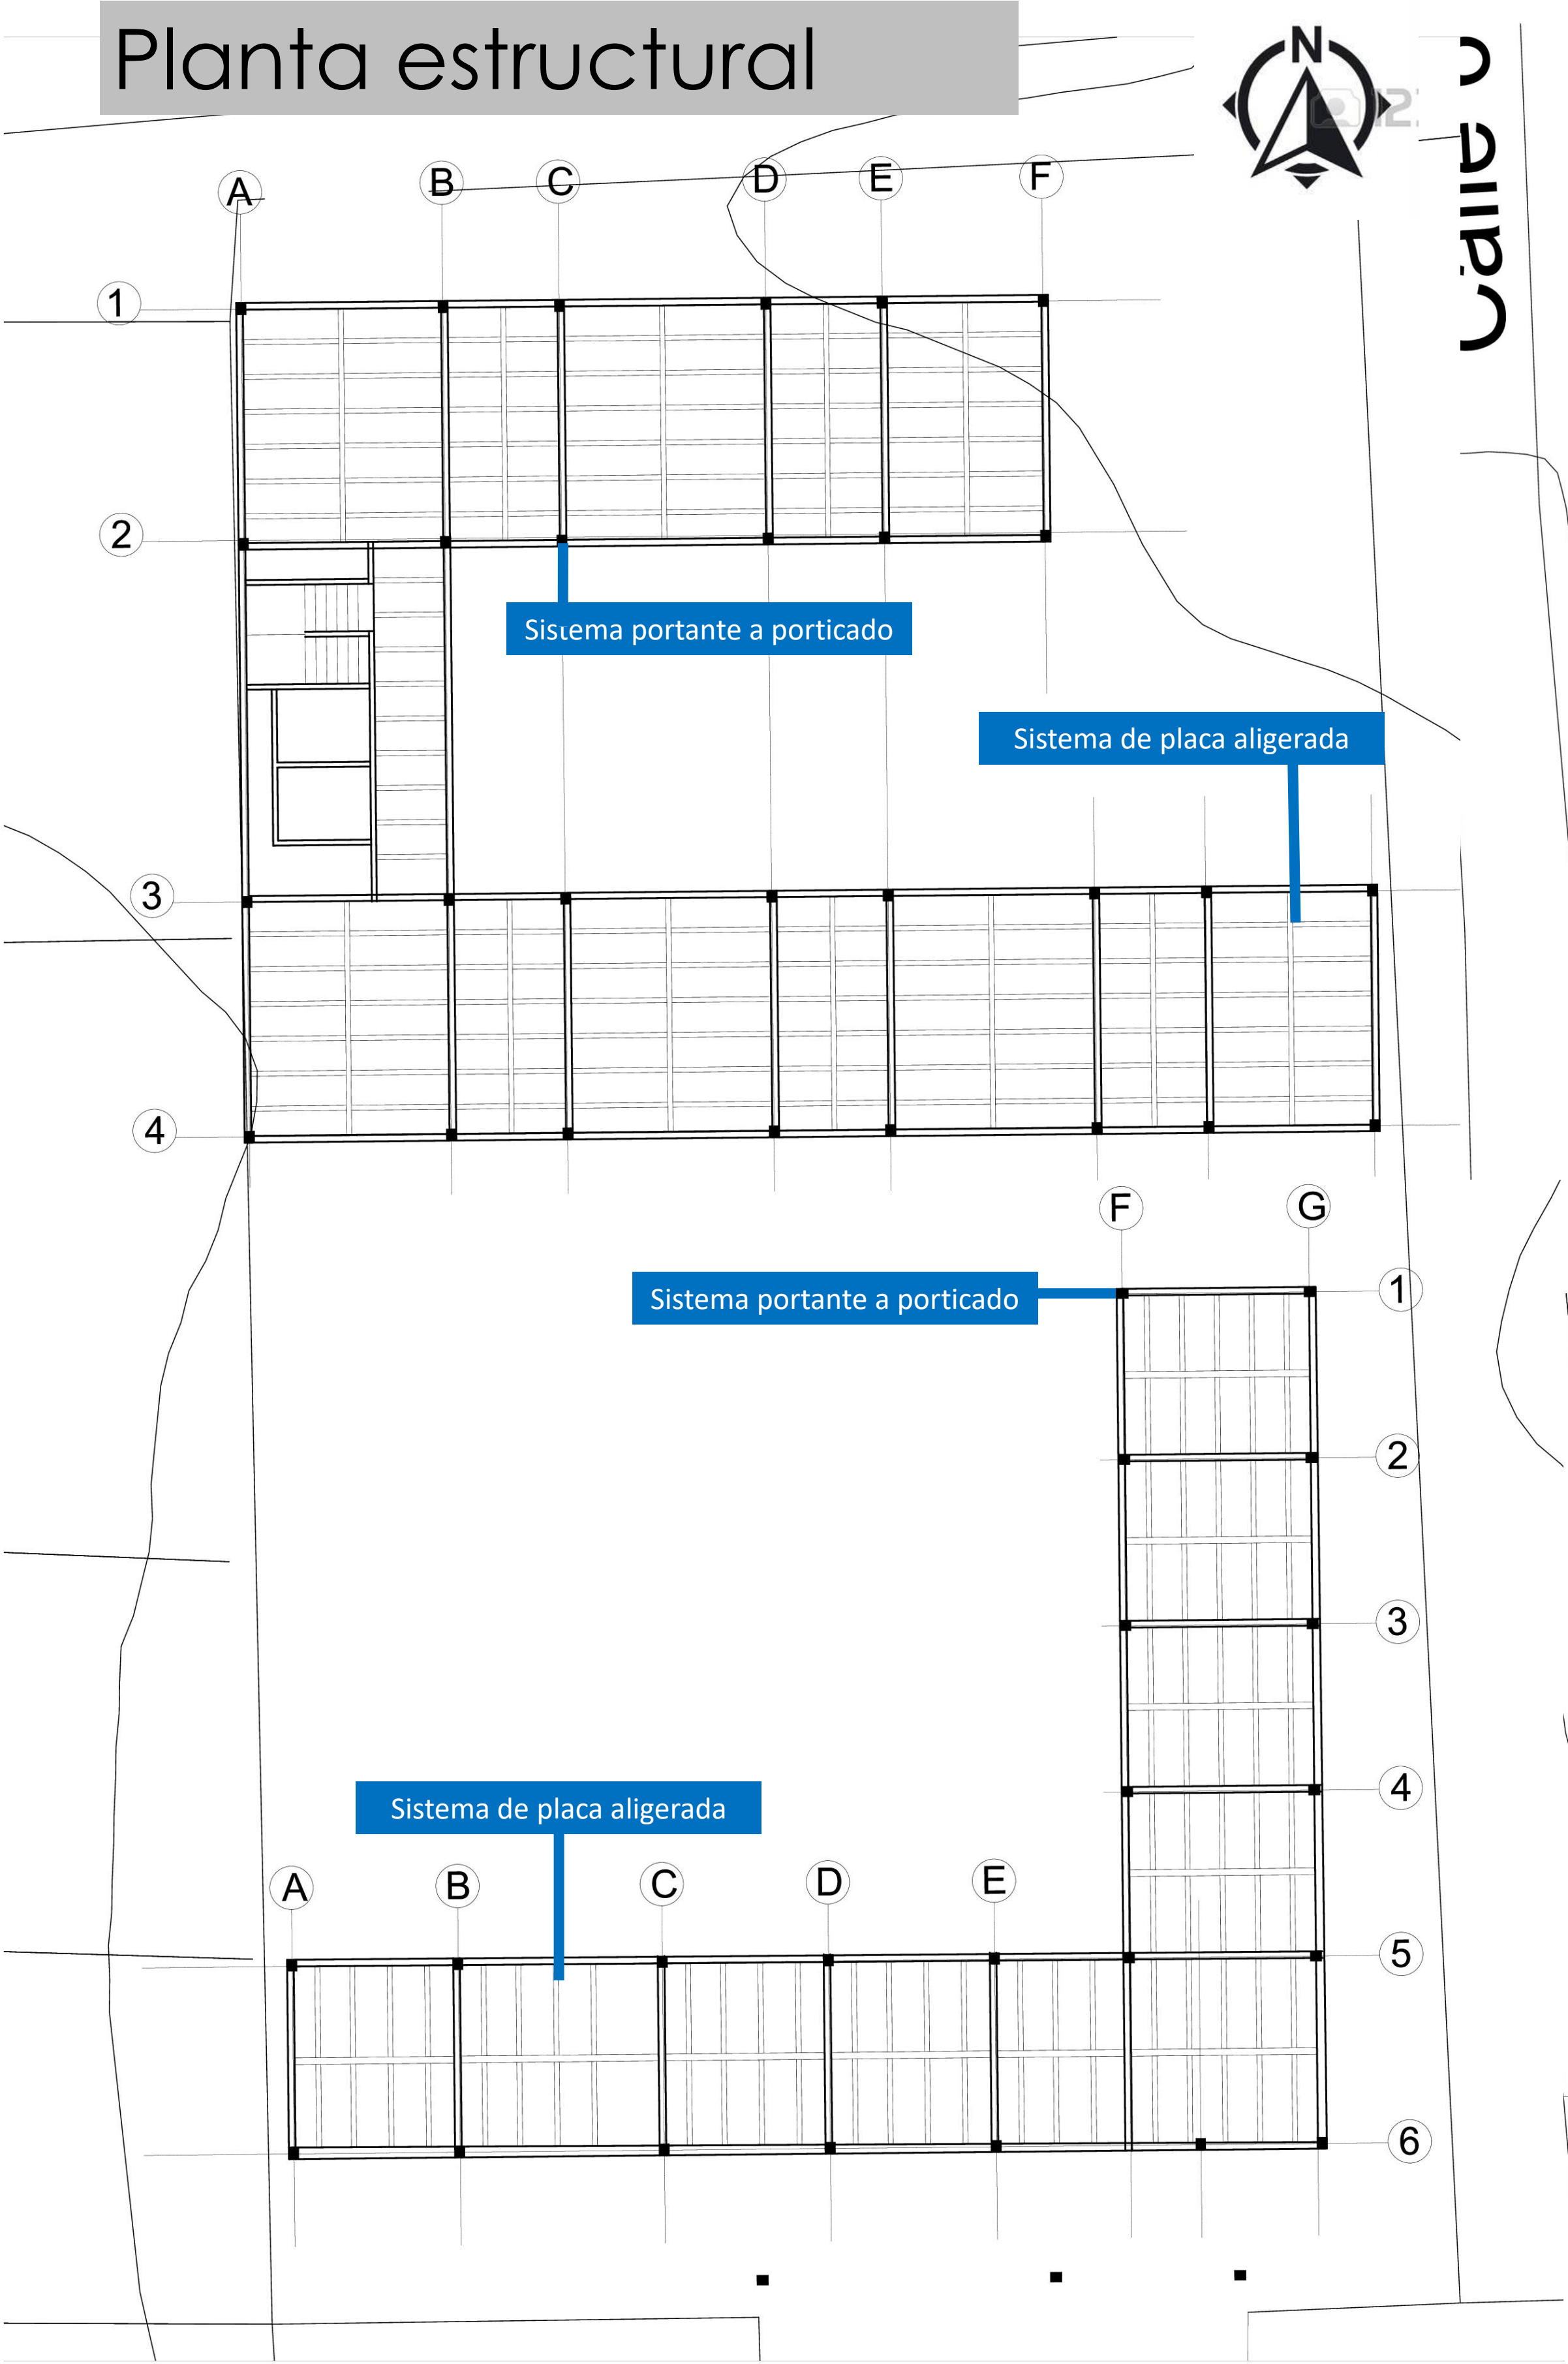 Planta estructural
N
A
B
C
D
E
F
1
2
Sistema portante a porticado
Sistema de placa aligerada
3
4
F
G
Sistema portante a porticado
1
2
3
4
Sistema de placa aligerada
A
B
C
D
E
5
6